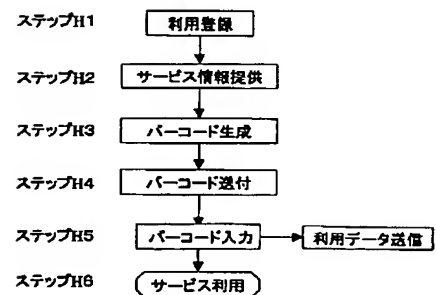 ステップH1 利用登録
ステップH2 サービス情報提供
ステップH3 バーコード生成
ステップH4 バーコード送付
ステップH5 バーコード入力 利用データ送信
ステップH6 サービス利用